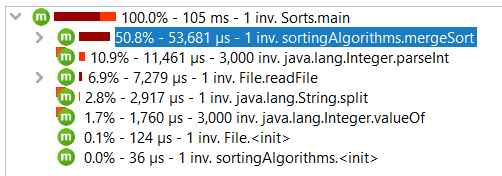 m 100.0% - 105 ms - 1 inv. Sorts.main
m 50.8% - 53,681 µs - 1 inv. sortingAlgorithms.mergeSort
m 10.9% - 11,461 µs - 3,000 inv. java.lang.Integer.parseInt
m 6.9% - 7,279 µs - 1 inv. File.readFile
m 2.8% - 2,917 µs - 1 inv. java.lang.String.split
m 1.7% - 1,760 µs - 3,000 inv. java.lang.Integer.valueOf
m 0.1% - 124 µs - 1 inv. File.<init>
m 0.0% - 36 µs - 1 inv. sortingAlgorithms.<init>